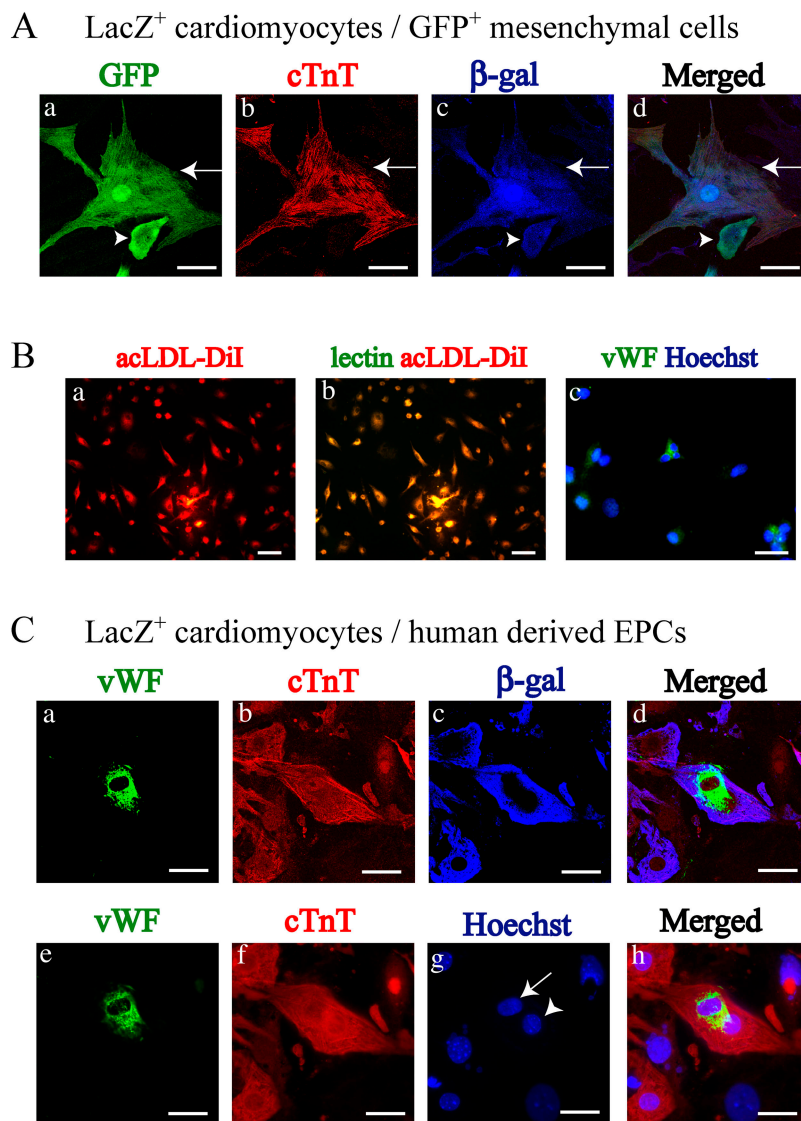 A LacZ⁺ cardiomyocytes / GFP⁺ mesenchymal cells
GFP cTnT β-gal Merged
a b c d
B acLDL-DiI lectin acLDL-DiI vWF Hoechst
a b c
C LacZ⁺ cardiomyocytes / human derived EPCs
vWF cTnT β-gal Merged
a b c d
vWF cTnT Hoechst Merged
e f g h